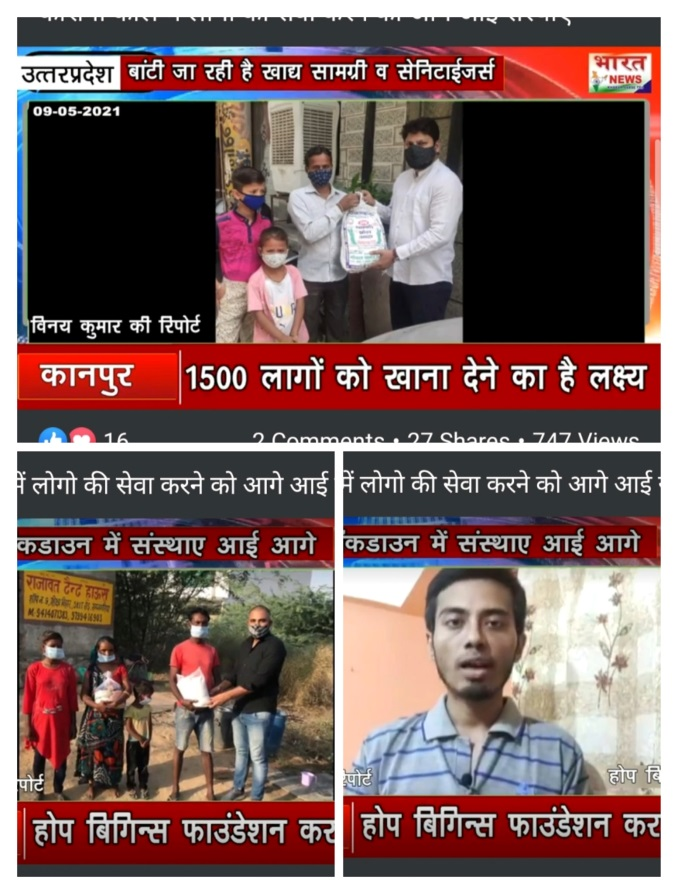 उत्तरप्रदेश बांटी जा रही है खाद्य सामग्री व सेनिटाईजर्स
भारत
NEWS
09-05-2021
विनय कुमार की रिपोर्ट
कानपुर 1500 लागों को खाना देने का है लक्ष्य
16 2 Comments • 27 Shares • 747 Views
में लोगो की सेवा करने को आगे आई
कडाउन में संस्थाए आई आगे
राजावत टेन्ट हाऊस
पोर्ट
होप बिगिन्स फाउंडेशन कर
में लोगो की सेवा करने को आगे आई
कडाउन में संस्थाए आई आगे
पोर्ट होप बि
होप बिगिन्स फाउंडेशन कर